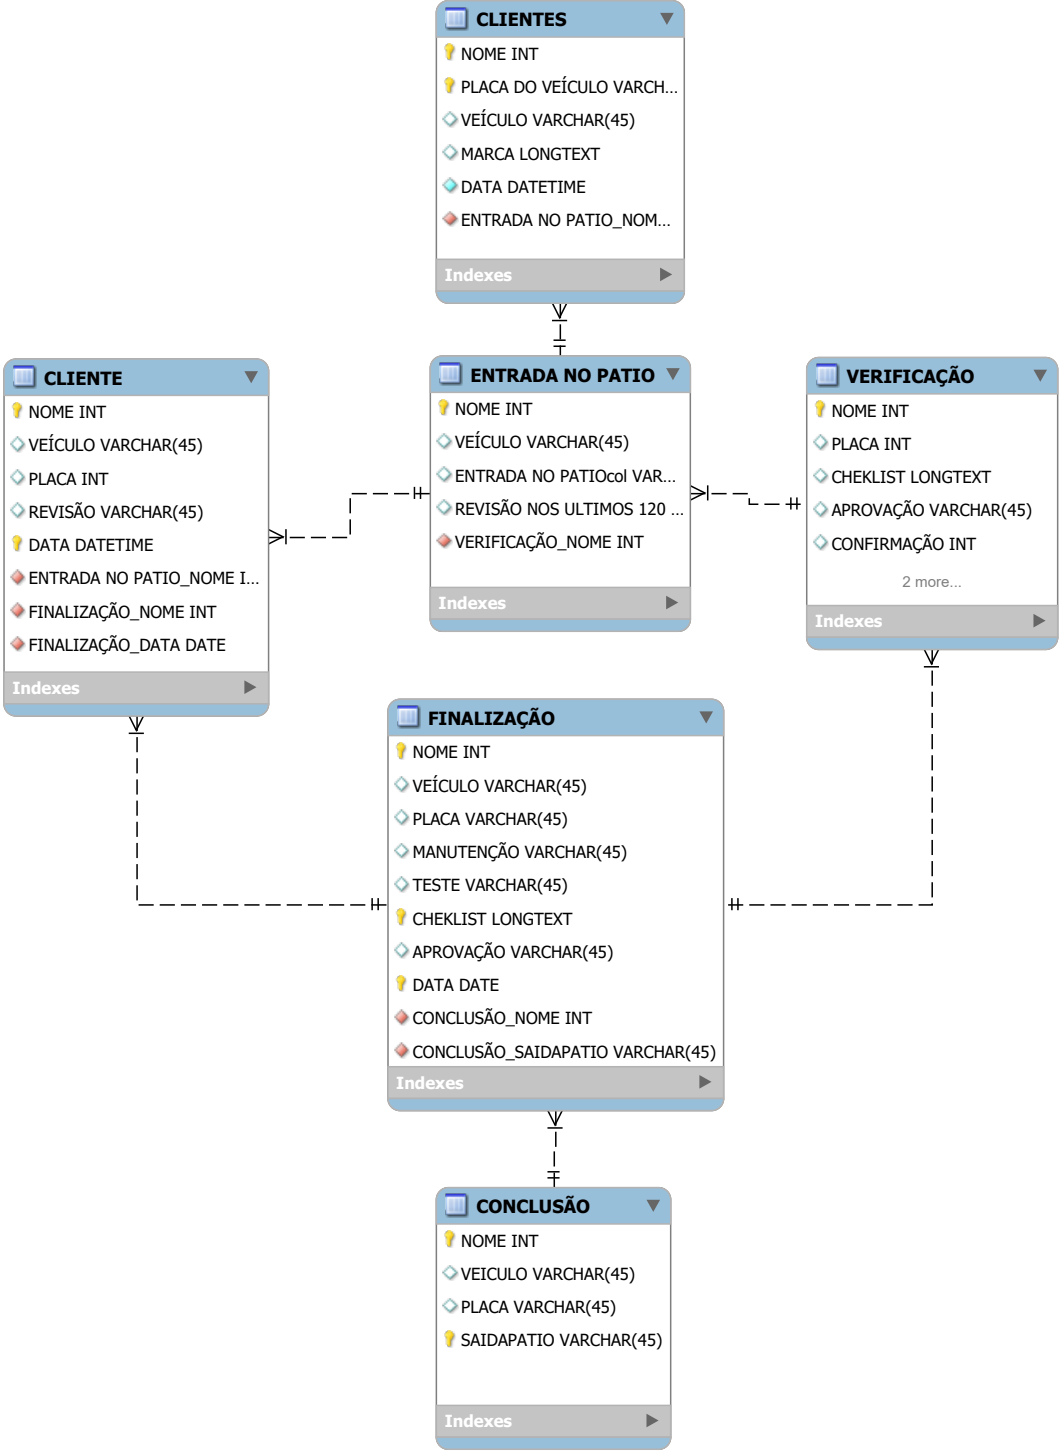 CLIENTES
NOME INT
PLACA DO VEÍCULO VARCH...
VEÍCULO VARCHAR(45)
MARCA LONGTEXT
DATA DATETIME
ENTRADA NO PATIO_NOM...
Indexes
CLIENTE
NOME INT
VEÍCULO VARCHAR(45)
PLACA INT
REVISÃO VARCHAR(45)
DATA DATETIME
ENTRADA NO PATIO_NOME I...
FINALIZAÇÃO_NOME INT
FINALIZAÇÃO_DATA DATE
Indexes
ENTRADA NO PATIO
NOME INT
VEÍCULO VARCHAR(45)
ENTRADA NO PATIOcol VAR...
REVISÃO NOS ULTIMOS 120 ...
VERIFICAÇÃO_NOME INT
Indexes
VERIFICAÇÃO
NOME INT
PLACA INT
CHEKLIST LONGTEXT
APROVAÇÃO VARCHAR(45)
CONFIRMAÇÃO INT
2 more...
Indexes
FINALIZAÇÃO
NOME INT
VEÍCULO VARCHAR(45)
PLACA VARCHAR(45)
MANUTENÇÃO VARCHAR(45)
TESTE VARCHAR(45)
CHEKLIST LONGTEXT
APROVAÇÃO VARCHAR(45)
DATA DATE
CONCLUSÃO_NOME INT
CONCLUSÃO_SAIDAPATIO VARCHAR(45)
Indexes
CONCLUSÃO
NOME INT
VEICULO VARCHAR(45)
PLACA VARCHAR(45)
SAIDAPATIO VARCHAR(45)
Indexes